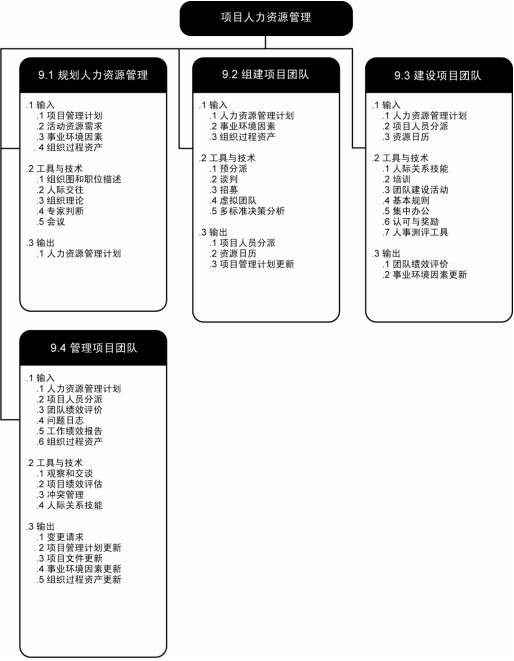 项目人力资源管理
9.1 规划人力资源管理
.1 输入
.1 项目管理计划
.2 活动资源需求
.3 事业环境因素
.4 组织过程资产
.2 工具与技术
.1 组织图和职位描述
.2 人际交往
.3 组织理论
.4 专家判断
.5 会议
.3 输出
.1 人力资源管理计划
9.2 组建项目团队
.1 输入
.1 人力资源管理计划
.2 事业环境因素
.3 组织过程资产
.2 工具与技术
.1 预分派
.2 谈判
.3 招募
.4 虚拟团队
.5 多标准决策分析
.3 输出
.1 项目人员分派
.2 资源日历
.3 项目管理计划更新
9.3 建设项目团队
.1 输入
.1 人力资源管理计划
.2 项目人员分派
.3 资源日历
.2 工具与技术
.1 人际关系技能
.2 培训
.3 团队建设活动
.4 基本规则
.5 集中办公
.6 认可与奖励
.7 人事测评工具
.3 输出
.1 团队绩效评价
.2 事业环境因素更新
9.4 管理项目团队
.1 输入
.1 人力资源管理计划
.2 项目人员分派
.3 团队绩效评价
.4 问题日志
.5 工作绩效报告
.6 组织过程资产
.2 工具与技术
.1 观察和交谈
.2 项目绩效评估
.3 冲突管理
.4 人际关系技能
.3 输出
.1 变更请求
.2 项目管理计划更新
.3 项目文件更新
.4 事业环境因素更新
.5 组织过程资产更新